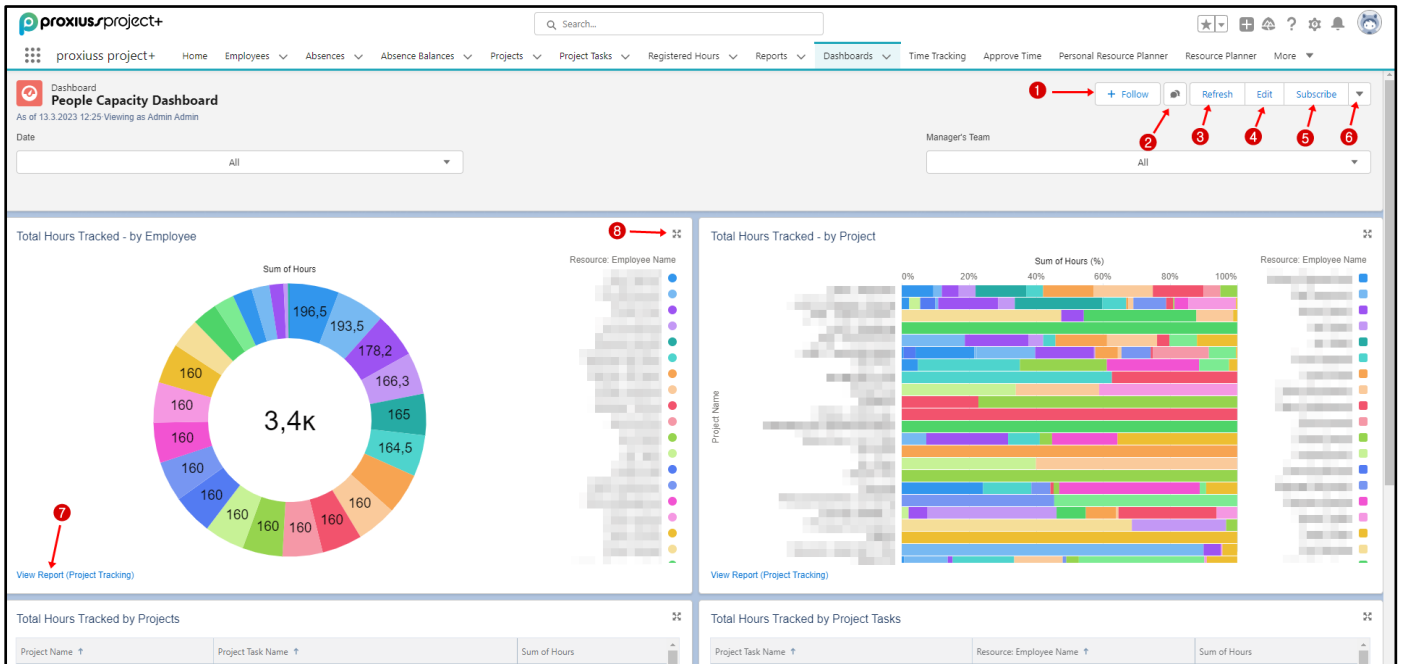 proxius project+
Search...
proxiuss project+ Home Employees Absences Absence Balances Projects Project Tasks Registered Hours Reports Dashboards Time Tracking Approve Time Personal Resource Planner Resource Planner More
Dashboard
People Capacity Dashboard
As of 13.3.2023 12:25·Viewing as Admin Admin
1 + Follow Refresh Edit Subscribe
2 3 4 5 6
Date Manager's Team
All All
Total Hours Tracked - by Employee 8
Sum of Hours
Resource: Employee Name
196,5
193,5
178,2
166,3
165
164,5
160
160
160
160
160
160
160
160
160
160
3,4K
7
View Report (Project Tracking)
Total Hours Tracked - by Project
Sum of Hours (%)
Resource: Employee Name
0% 20% 40% 60% 80% 100%
Project Name
View Report (Project Tracking)
Total Hours Tracked by Projects
Project Name ↑ Project Task Name ↑ Sum of Hours
Total Hours Tracked by Project Tasks
Project Task Name ↑ Resource: Employee Name ↑ Sum of Hours